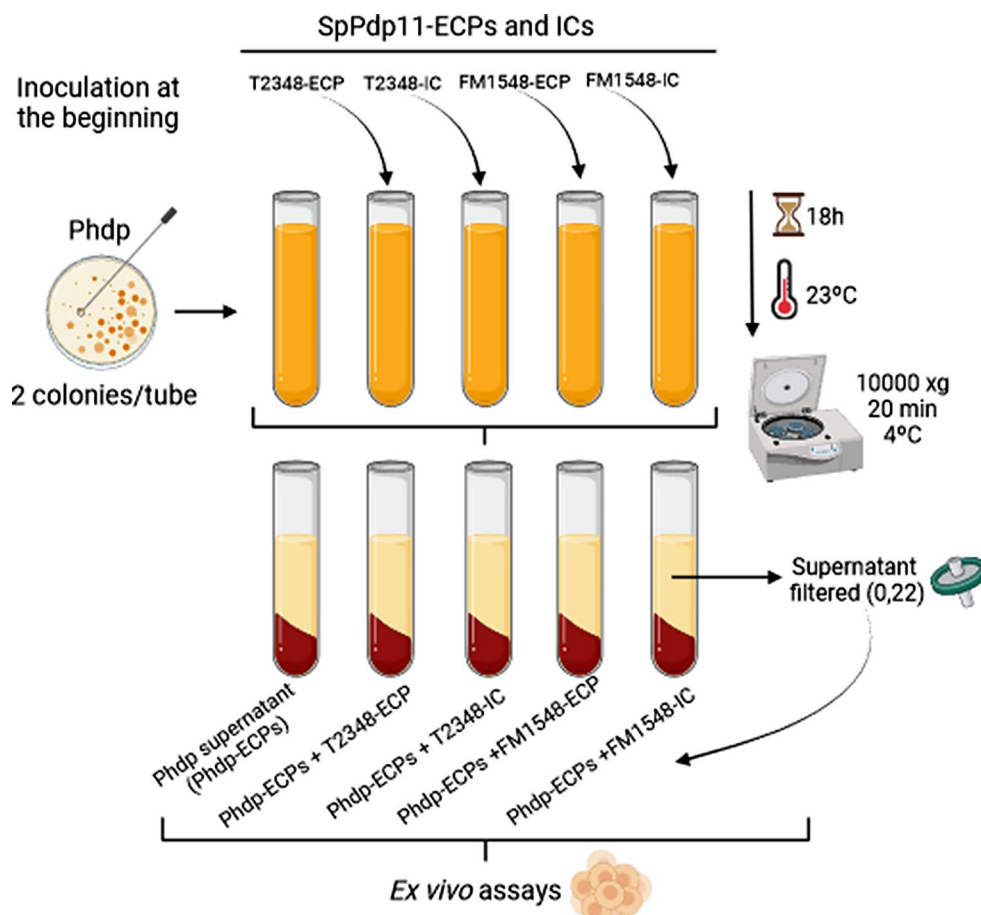 SpPdp11-ECPs and ICs
Inoculation at
the beginning
T2348-ECP
T2348-IC
FM1548-ECP
FM1548-IC
Phdp
2 colonies/tube
18h
23ºC
10000 xg
20 min
4ºC
Supernatant
filtered (0,22)
Phdp supernatant
(Phdp-ECPs)
Phdp-ECPs + T2348-ECP
Phdp-ECPs + T2348-IC
Phdp-ECPs +FM1548-ECP
Phdp-ECPs +FM1548-IC
Ex vivo assays